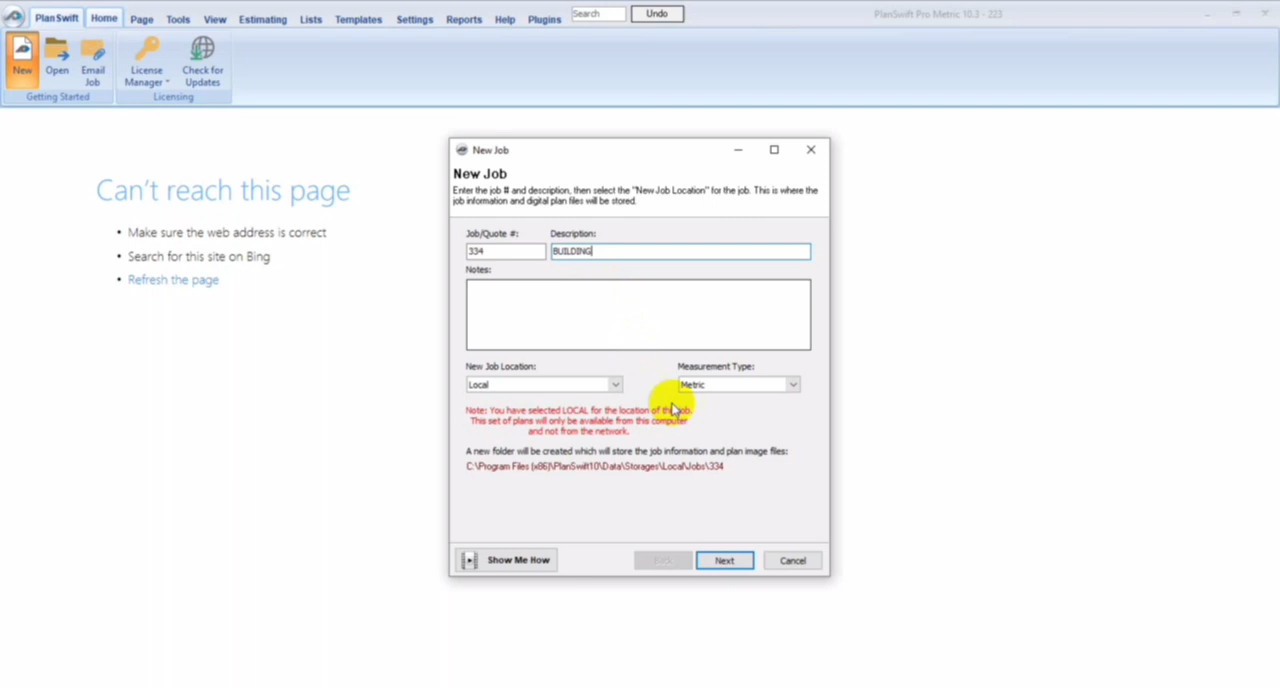 PlanSwift Home Page Tools View Estimating Lists Templates Settings Reports Help Plugins Search Undo PlanSwift Pro Metric 10.3 - 223
New Open Email Job License Manager Check for Updates
Getting Started Licensing
Can't reach this page
• Make sure the web address is correct
• Search for this site on Bing
• Refresh the page
New Job
New Job
Enter the job # and description, then select the "New Job Location" for the job. This is where the
job information and digital plan files will be stored.
Job/Quote #: Description:
334 BUILDING
Notes:
New Job Location: Measurement Type:
Local Metric
Note: You have selected LOCAL for the location of the job.
This set of plans will only be available from this computer
and not from the network.
A new folder will be created which will store the job information and plan image files:
C:\Program Files (x86)\PlanSwift10\Data\Storages\Local\Jobs\334
Show Me How Back Next Cancel